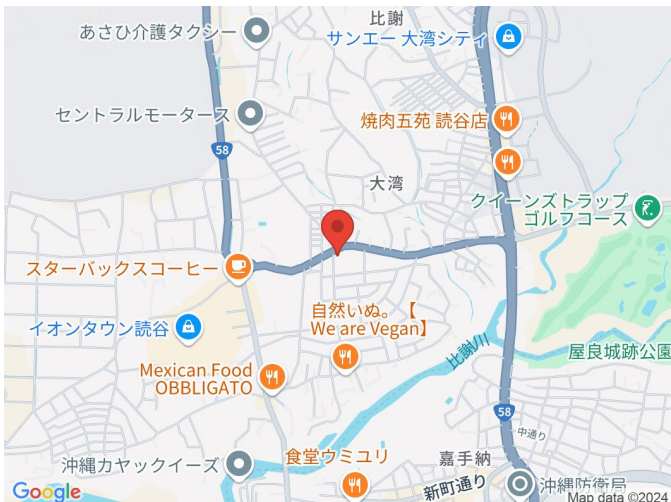 比謝
あさひ介護タクシー
サンエー 大湾シティ
セントラルモータース
焼肉五苑 読谷店
58
大湾
クイーンズトラップ
ゴルフコース
スターバックスコーヒー
自然いぬ。【
We are Vegan】
イオンタウン読谷
比謝川
屋良城跡公園
Mexican Food
OBBLIGATO
58
中通り
嘉手納
食堂ウミユリ
沖縄カヤックイーズ
新町通り
沖縄防衛局
Google
Map data ©2024